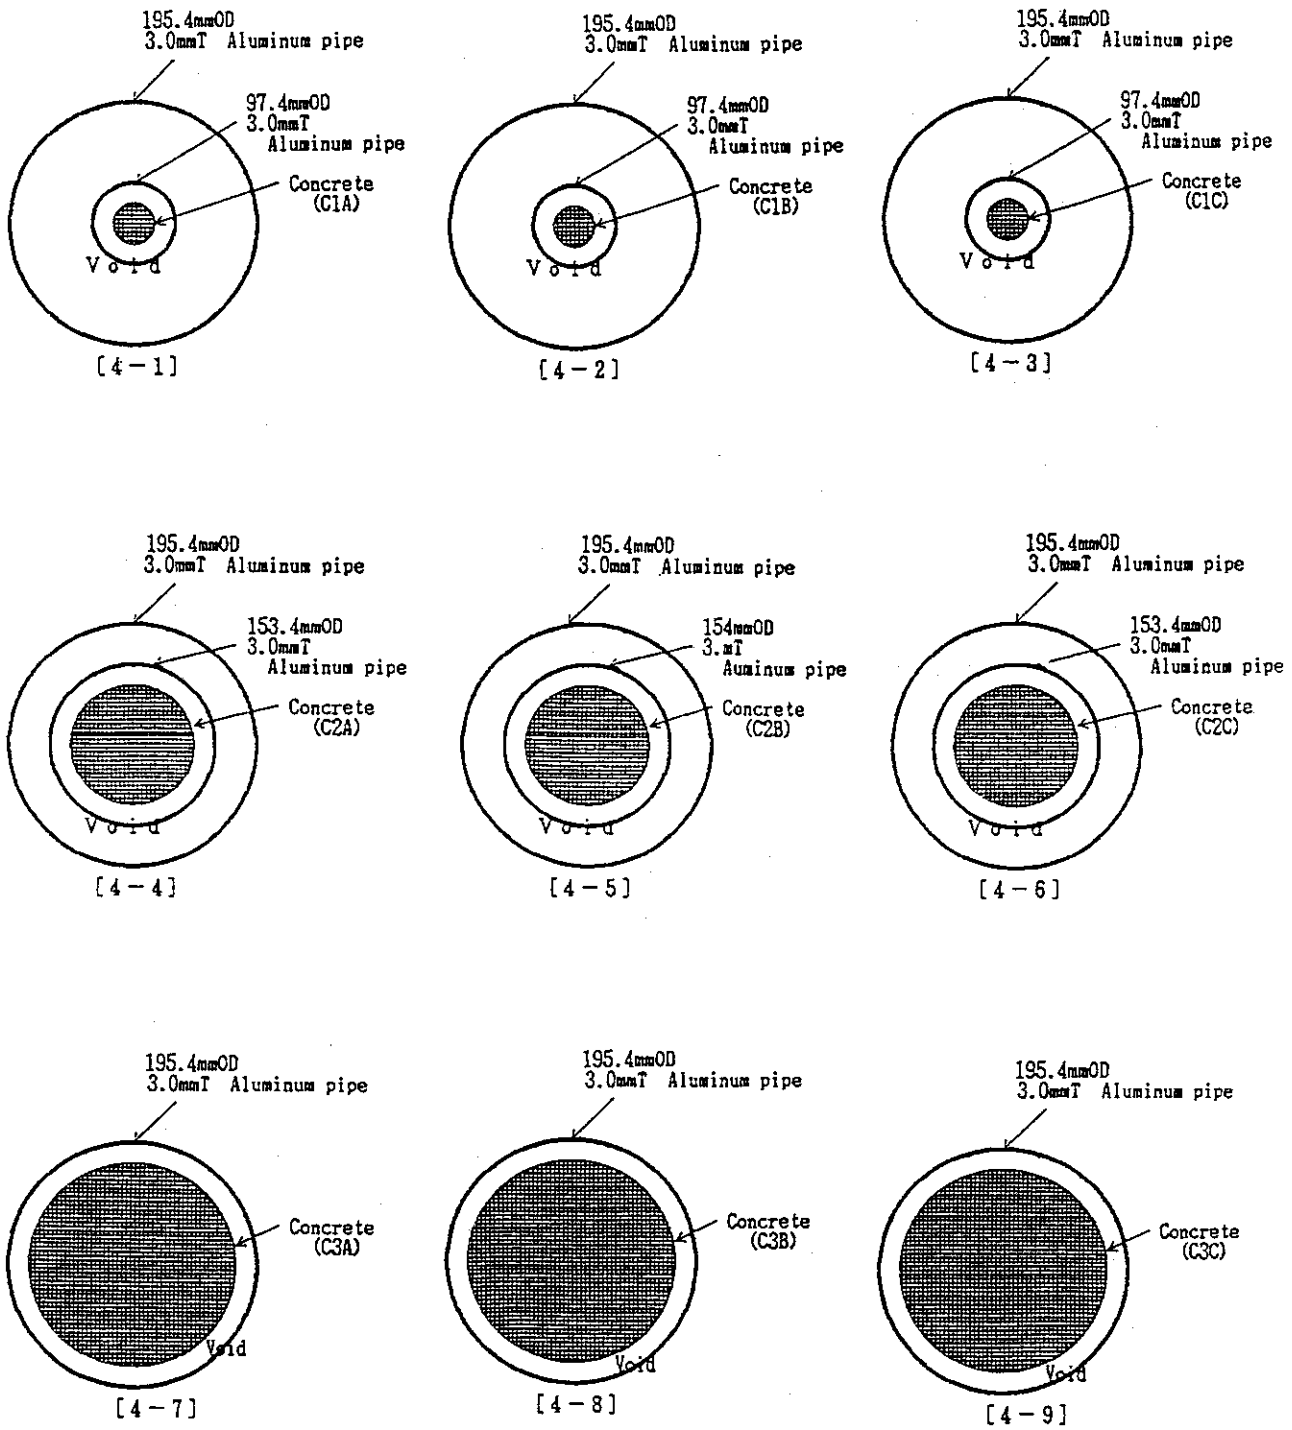 195.4mmOD
3.0mmT Aluminum pipe
97.4mmOD
3.0mmT
Aluminum pipe
Concrete
(C1A)
Void
[4-1]
195.4mmOD
3.0mmT Aluminum pipe
97.4mmOD
3.0mmT
Aluminum pipe
Concrete
(C1B)
Void
[4-2]
195.4mmOD
3.0mmT Aluminum pipe
97.4mmOD
3.0mmT
Aluminum pipe
Concrete
(C1C)
Void
[4-3]
195.4mmOD
3.0mmT Aluminum pipe
153.4mmOD
3.0mmT
Aluminum pipe
Concrete
(C2A)
Void
[4-4]
195.4mmOD
3.0mmT Aluminum pipe
154mmOD
3.mT
Auminum pipe
Concrete
(C2B)
Void
[4-5]
195.4mmOD
3.0mmT Aluminum pipe
153.4mmOD
3.0mmT
Aluminum pipe
Concrete
(C2C)
Void
[4-6]
195.4mmOD
3.0mmT Aluminum pipe
Concrete
(C3A)
Void
[4-7]
195.4mmOD
3.0mmT Aluminum pipe
Concrete
(C3B)
Void
[4-8]
195.4mmOD
3.0mmT Aluminum pipe
Concrete
(C3C)
Void
[4-9]